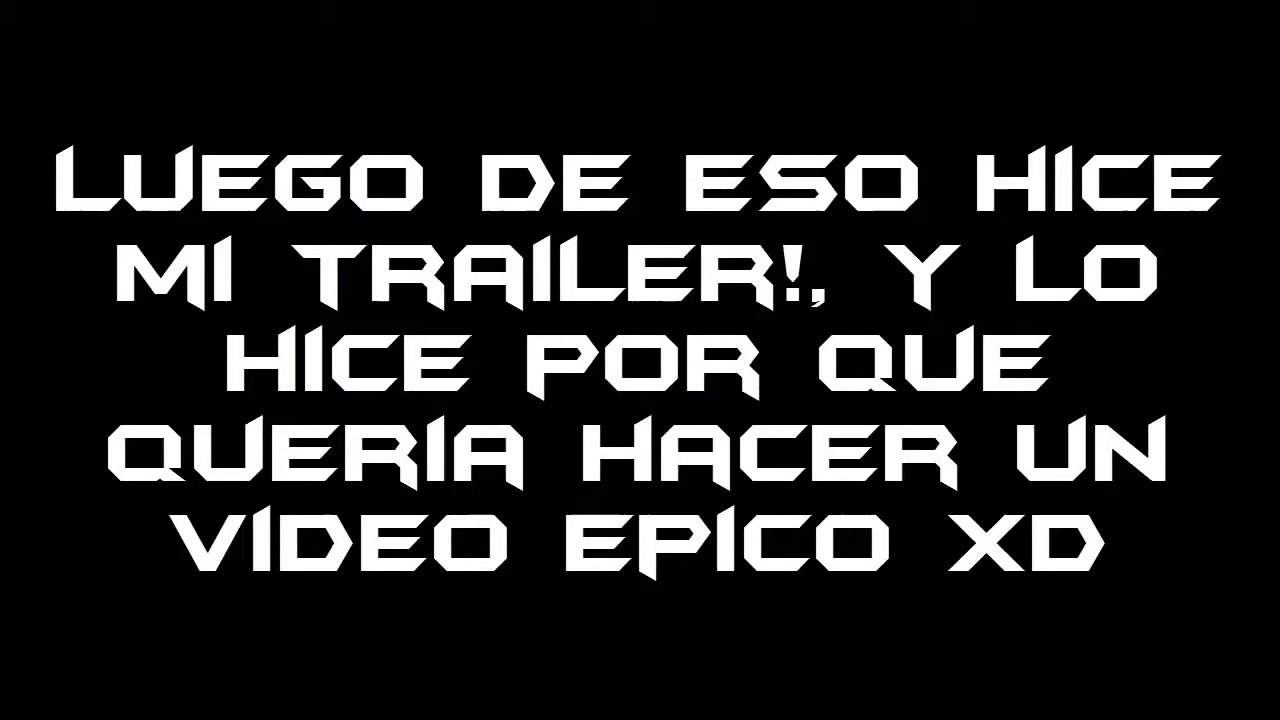 LUEGO DE ESO HICE
MI TRAILER!, Y LO
HICE POR QUE
QUERIA HACER UN
VIDEO EPICO XD